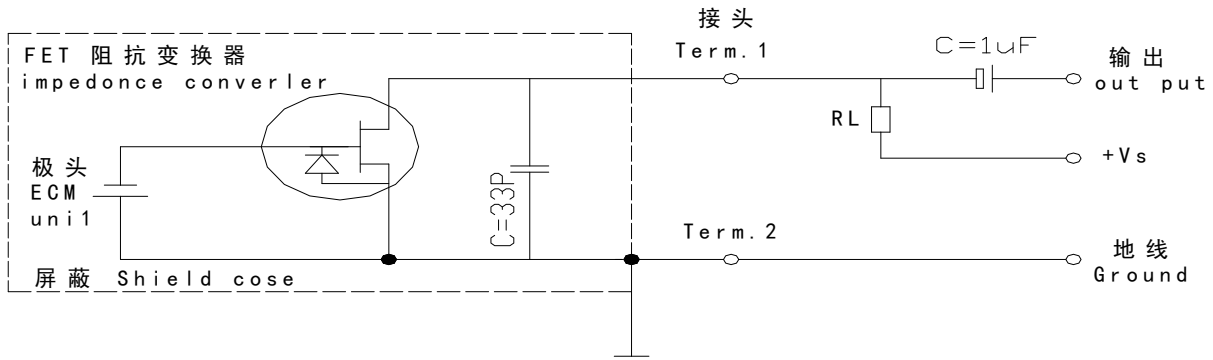 接头
Term.1
C=1uF
输出
out put
FET 阻抗变换器
impedonce converler
RL
+Vs
极头
ECM
uni1
C=33P
Term.2
地线
Ground
屏蔽 Shield cose